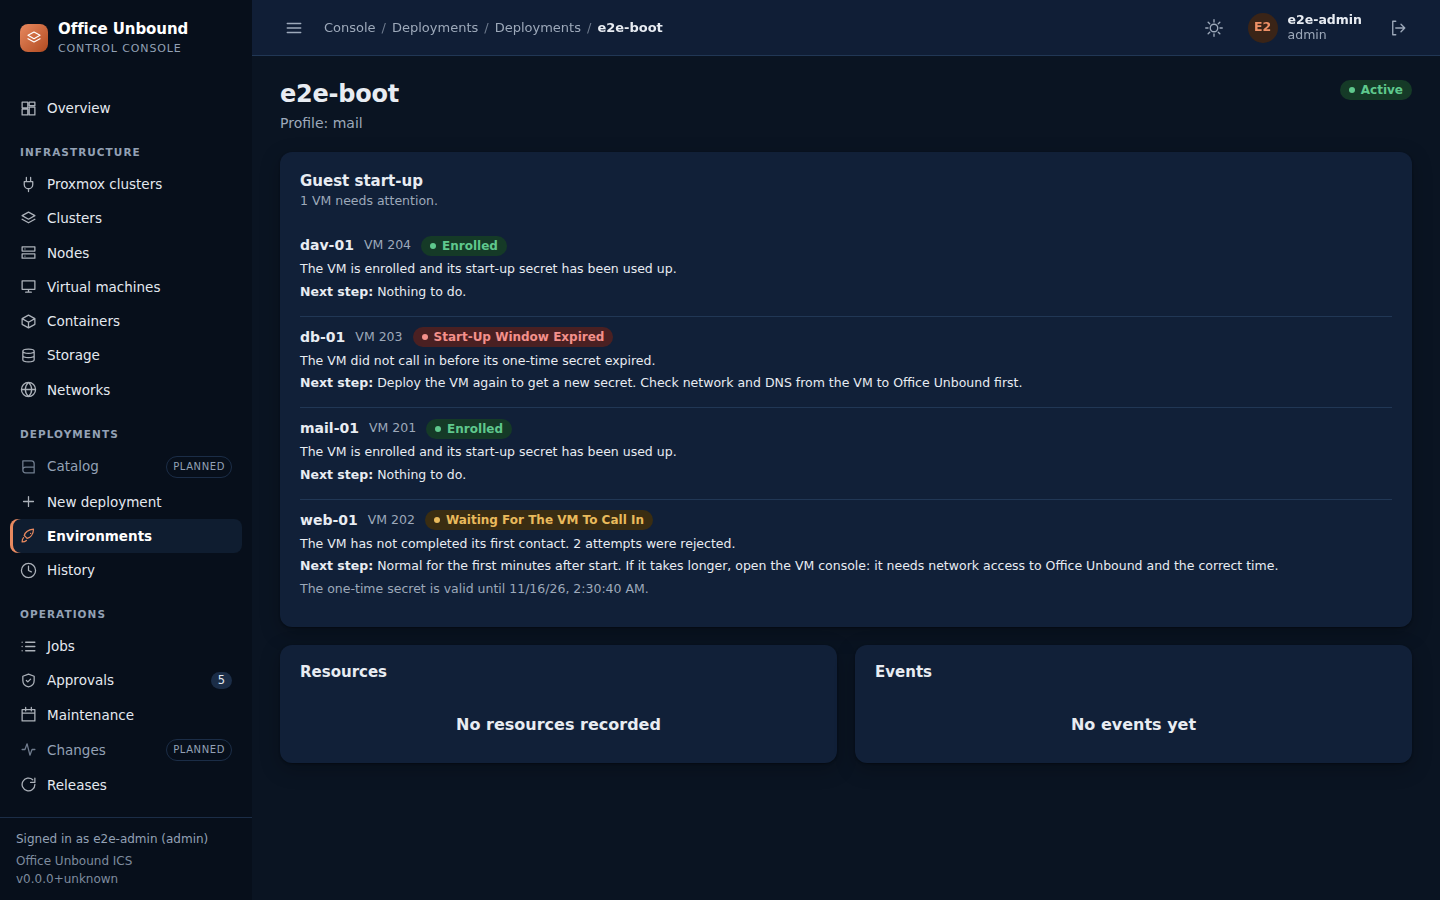 Office Unbound
CONTROL CONSOLE
Overview
INFRASTRUCTURE
Proxmox clusters
Clusters
Nodes
Virtual machines
Containers
Storage
Networks
DEPLOYMENTS
Catalog PLANNED
New deployment
Environments
History
OPERATIONS
Jobs
Approvals 5
Maintenance
Changes PLANNED
Releases
Signed in as e2e-admin (admin)
Office Unbound ICS
v0.0.0+unknown
Console / Deployments / Deployments / e2e-boot
E2
e2e-admin
admin
e2e-boot
Active
Profile: mail
Guest start-up
1 VM needs attention.
dav-01 VM 204 Enrolled
The VM is enrolled and its start-up secret has been used up.
Next step: Nothing to do.
db-01 VM 203 Start-Up Window Expired
The VM did not call in before its one-time secret expired.
Next step: Deploy the VM again to get a new secret. Check network and DNS from the VM to Office Unbound first.
mail-01 VM 201 Enrolled
The VM is enrolled and its start-up secret has been used up.
Next step: Nothing to do.
web-01 VM 202 Waiting For The VM To Call In
The VM has not completed its first contact. 2 attempts were rejected.
Next step: Normal for the first minutes after start. If it takes longer, open the VM console: it needs network access to Office Unbound and the correct time.
The one-time secret is valid until 11/16/26, 2:30:40 AM.
Resources
No resources recorded
Events
No events yet